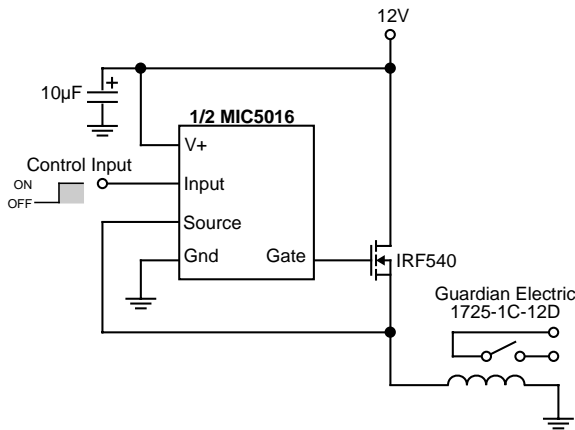 12V
+
10µF
1/2 MIC5016
V+
Control Input
ON
OFF
Input
Source
Gnd
Gate
IRF540
Guardian Electric
1725-1C-12D